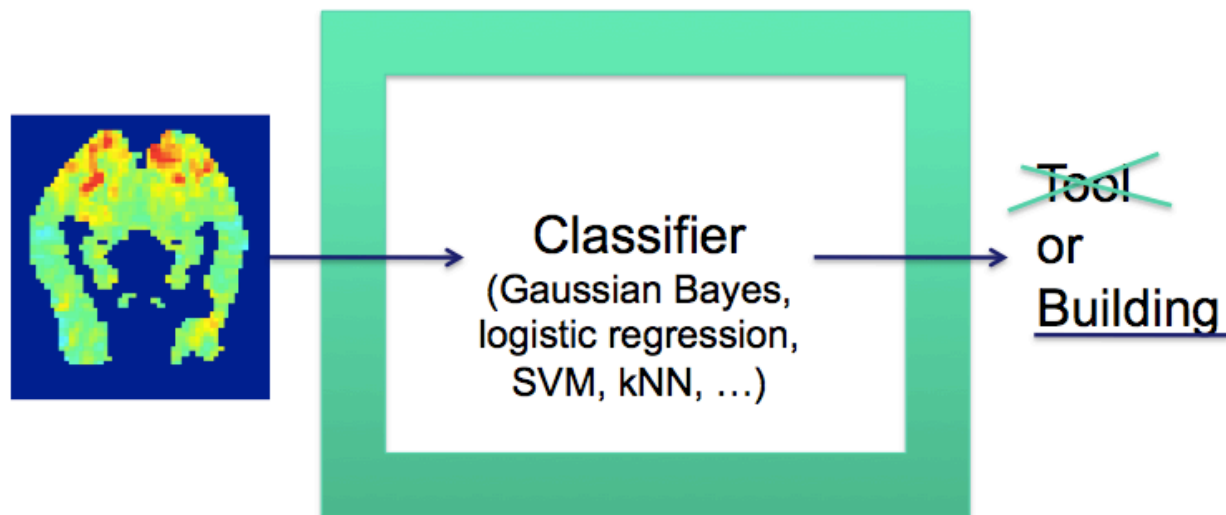 Classifier
(Gaussian Bayes,
logistic regression,
SVM, kNN, …)
Tool
or
Building